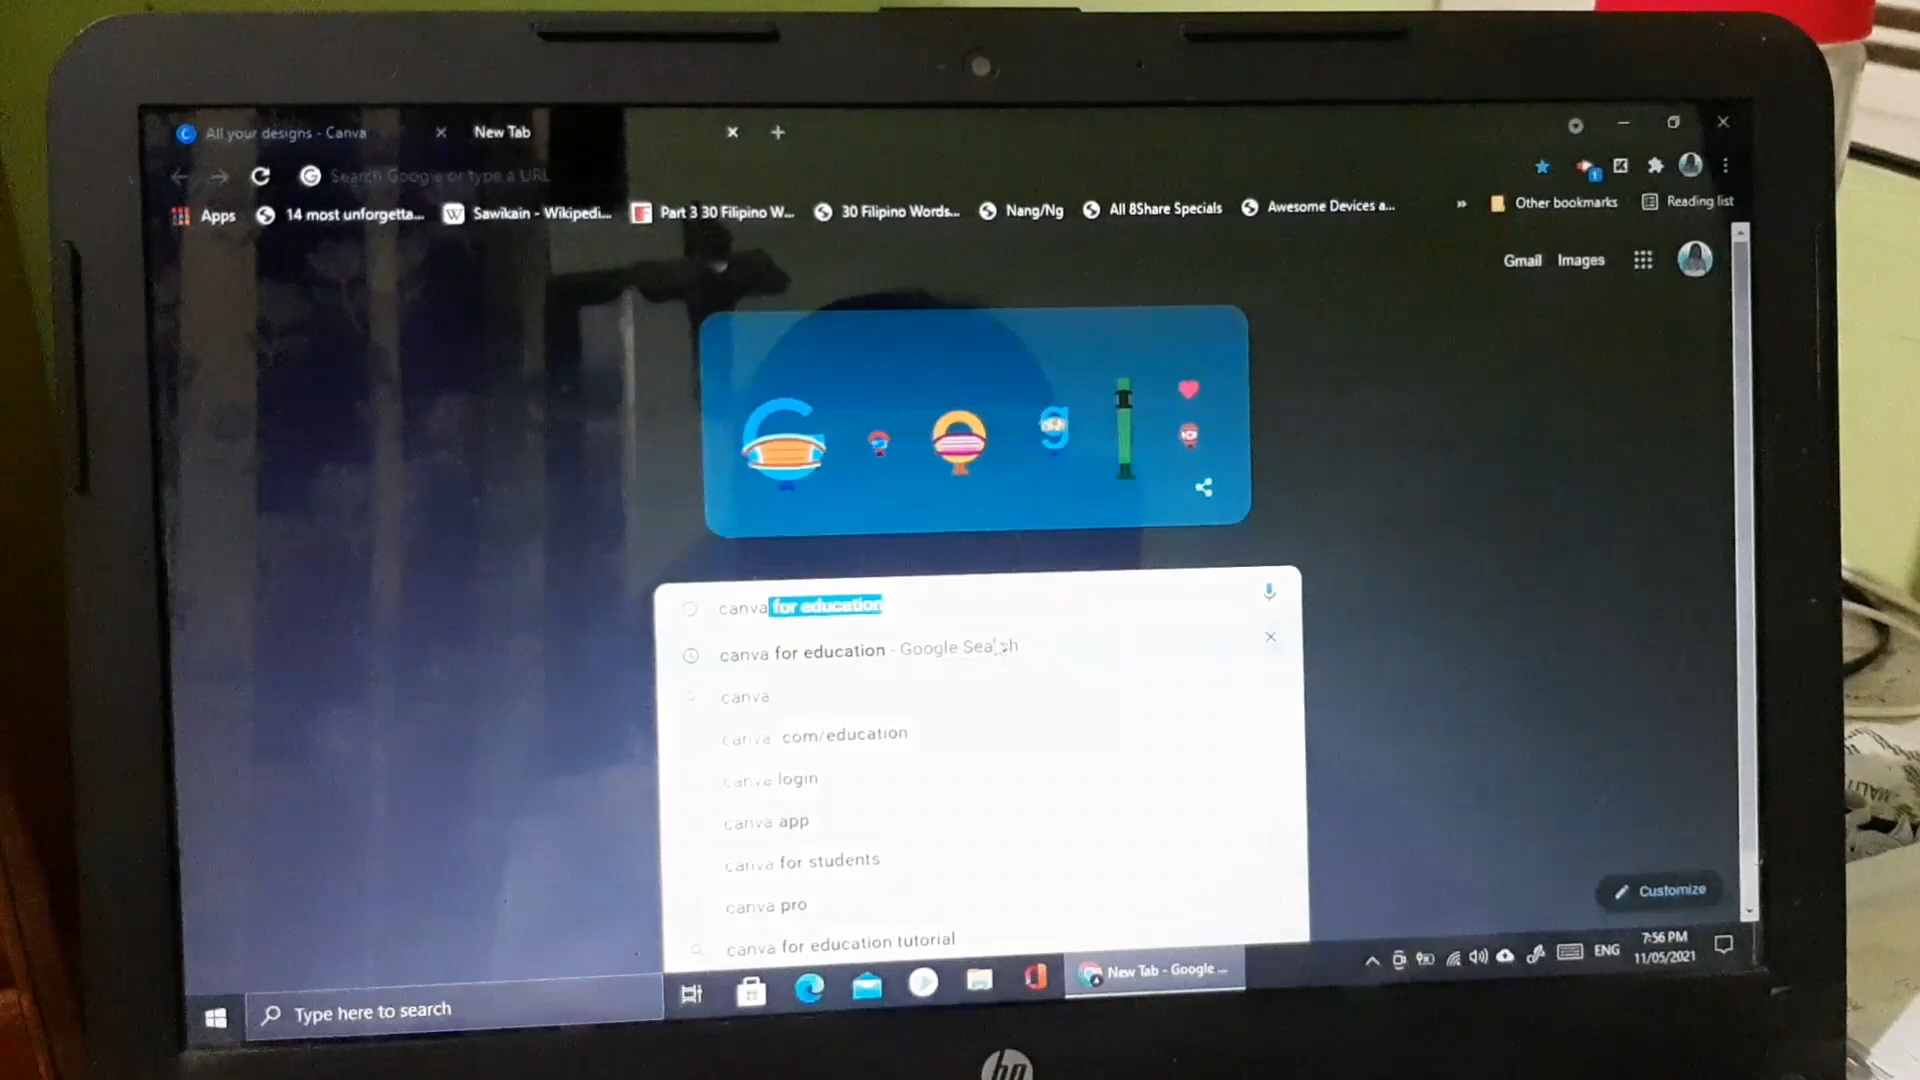 All your designs - Canva
New Tab
Search Google or type a URL
Apps
14 most unforgetta...
Sawikain - Wikipedi...
Part 3 30 Filipino W...
30 Filipino Words...
Nang/Ng
All 8Share Specials
Awesome Devices a...
»
Other bookmarks
Reading list
Gmail Images
canva for education
canva for education - Google Search
canva
canva com/education
canva login
canva app
canva for students
canva pro
canva for education tutorial
Customize
Type here to search
New Tab - Google ...
ENG
7:56 PM
11/05/2021
hp